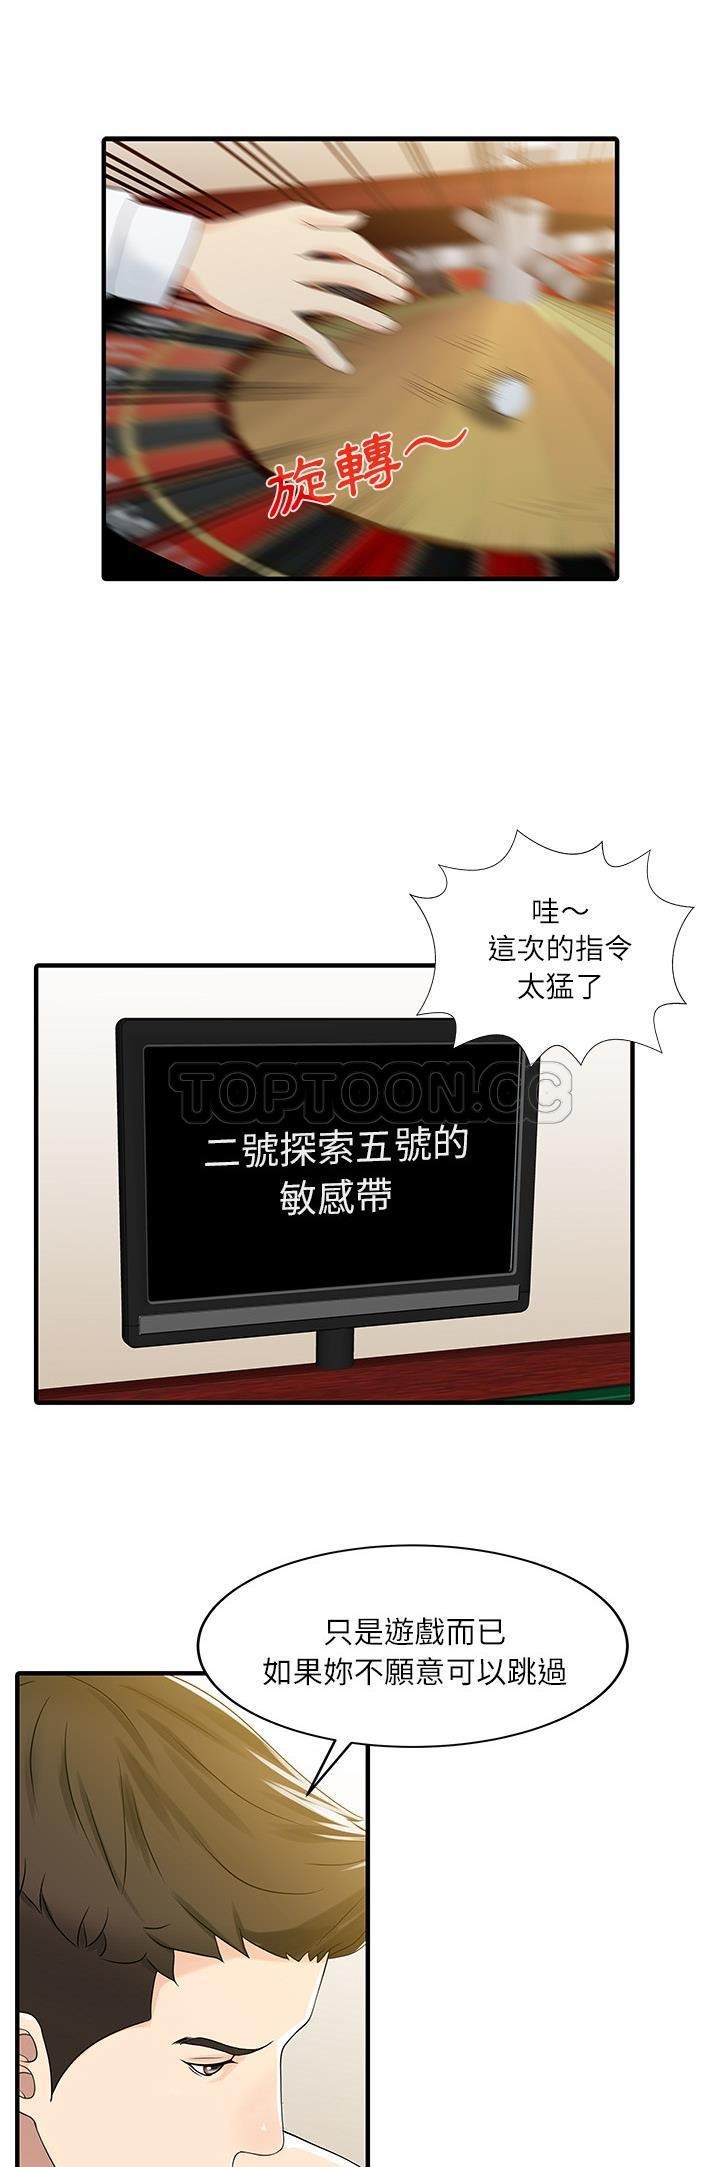 旋轉～
哇～
這次的指令
太猛了
TOPTOON.CC
二號探索五號的
敏感帶
只是遊戲而已
如果妳不願意可以跳過